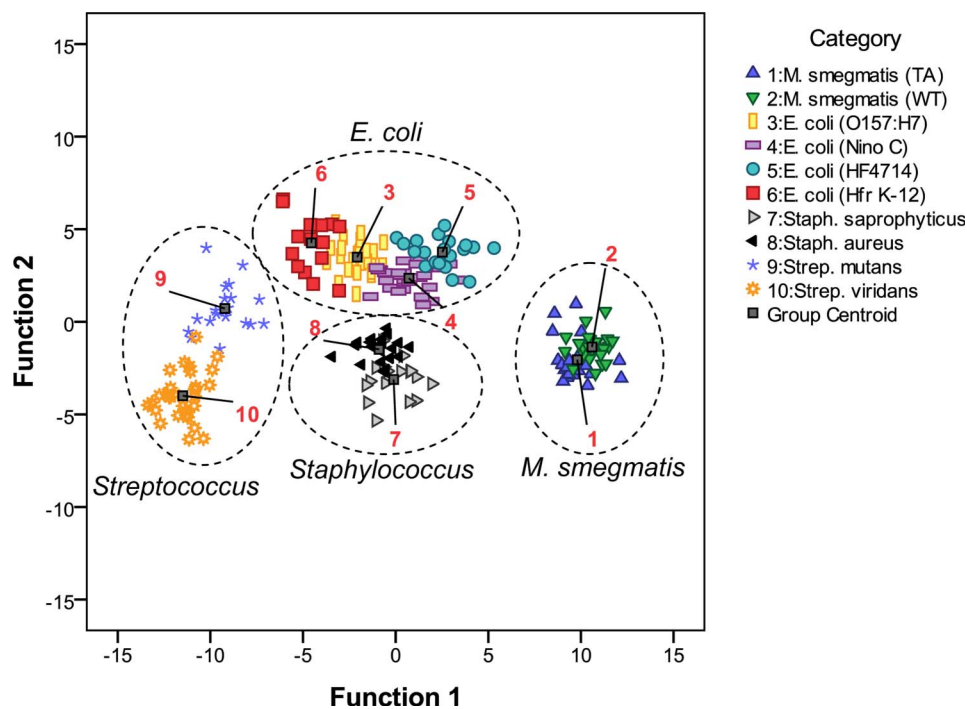 Category
1:M. smegmatis (TA)
2:M. smegmatis (WT)
3:E. coli (O157:H7)
4:E. coli (Nino C)
5:E. coli (HF4714)
6:E. coli (Hfr K-12)
7:Staph. saprophyticus
8:Staph. aureus
9:Strep. mutans
10:Strep. viridans
Group Centroid
Function 2
15
10
5
0
-5
-10
-15
E. coli
6
3
5
9
2
8
4
10
7
1
Streptococcus
Staphylococcus
M. smegmatis
-15
-10
-5
0
5
10
15
Function 1